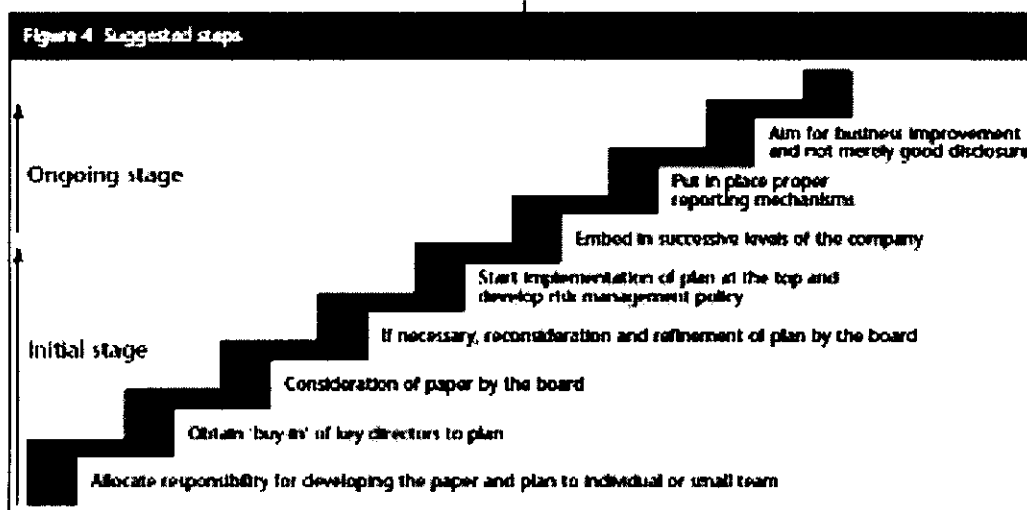 Figure 4 Suggested steps
Aim for business improvement
and not merely good disclosure
Ongoing stage
Put in place proper
reporting mechanisms
Embed in successive levels of the company
Start implementation of plan at the top and
develop risk management policy
If necessary, reconsideration and refinement of plan by the board
Initial stage
Consideration of paper by the board
Obtain 'buy-in' of key directors to plan
Allocate responsibility for developing the paper and plan to individual or small team